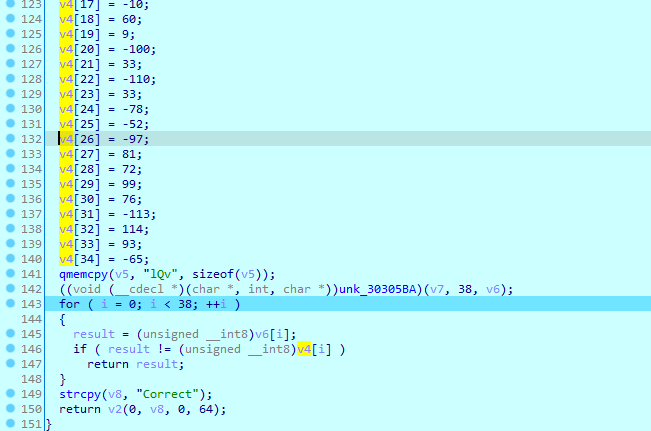 123 v4[17] = -10;
124 v4[18] = 60;
125 v4[19] = 9;
126 v4[20] = -100;
127 v4[21] = 33;
128 v4[22] = -110;
129 v4[23] = 33;
130 v4[24] = -78;
131 v4[25] = -52;
132 v4[26] = -97;
133 v4[27] = 81;
134 v4[28] = 72;
135 v4[29] = 99;
136 v4[30] = 76;
137 v4[31] = -113;
138 v4[32] = 114;
139 v4[33] = 93;
140 v4[34] = -65;
141 qmemcpy(v5, "lQv", sizeof(v5));
142 ((void (__cdecl *)(char *, int, char *))unk_30305BA)(v7, 38, v6);
143 for ( i = 0; i < 38; ++i )
144 {
145 result = (unsigned __int8)v6[i];
146 if ( result != (unsigned __int8)v4[i] )
147 return result;
148 }
149 strcpy(v8, "Correct");
150 return v2(0, v8, 0, 64);
151 }